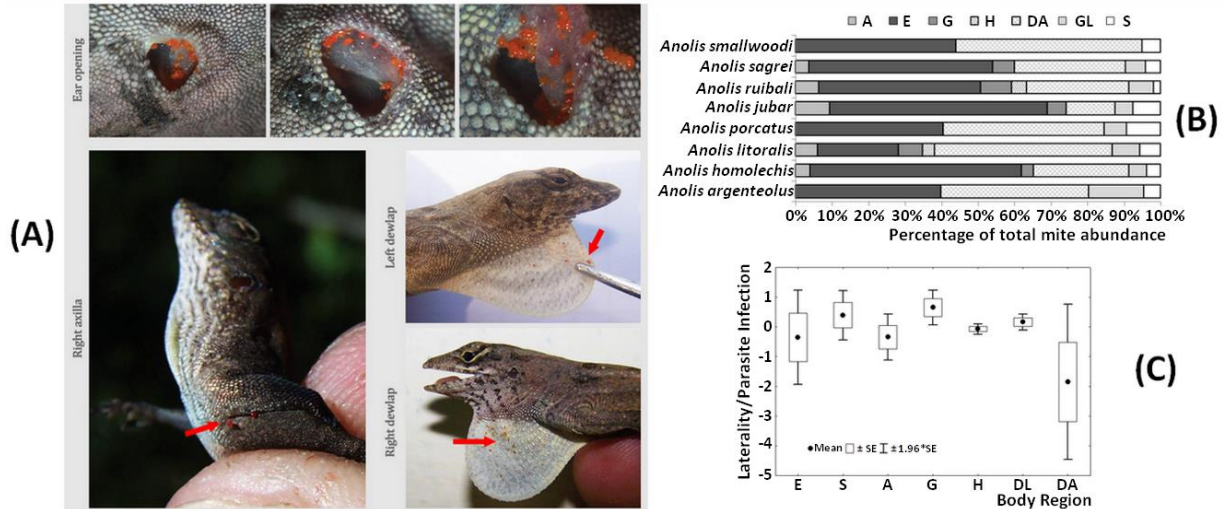 (A)
Ear opening
Right axilla
Left dewlap
Right dewlap
A E G H DA GL S
Anolis smallwoodi
Anolis sagrei
Anolis ruibali
Anolis jubar
Anolis porcatus
Anolis litoralis
Anolis homolechis
Anolis argenteolus
0% 10% 20% 30% 40% 50% 60% 70% 80% 90% 100%
Percentage of total mite abundance
(B)
Laterality/Parasite Infection
2
1
0
-1
-2
-3
-4
-5
Mean ± SE ±1.96*SE
E S A G H DL DA
Body Region
(C)